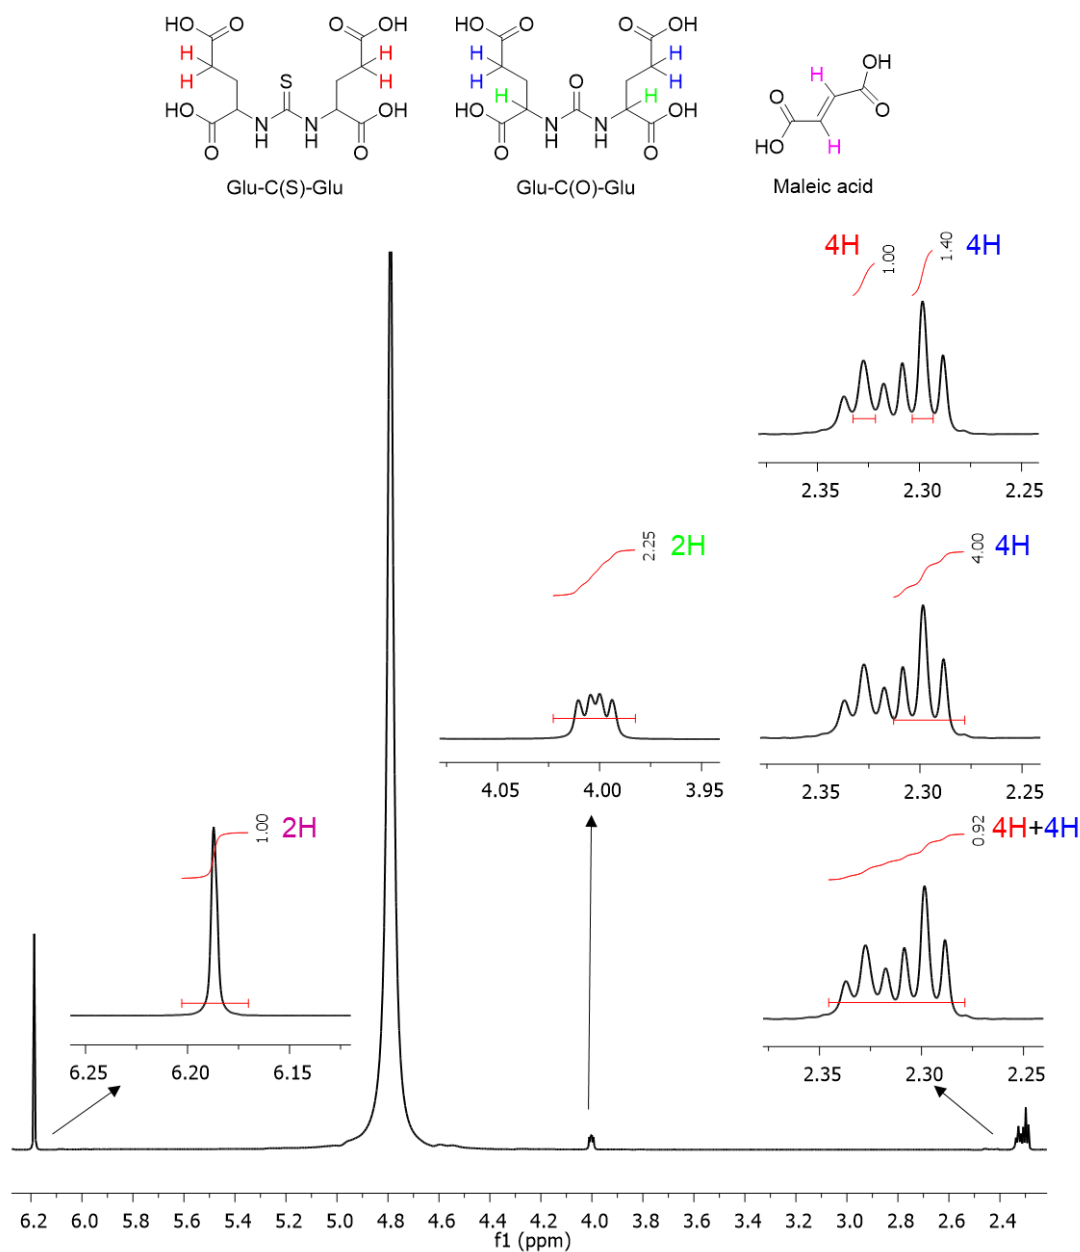 HO O O OH HO O O OH
H H H H H H
S O
H OH
HO OH H H HO OH
O N N O O N N O O
H H H H HO H
Glu-C(S)-Glu Glu-C(O)-Glu Maleic acid
4H 1.00 1.40 4H
2.35 2.30 2.25
2.25 2H 4.00 4H
4.05 4.00 3.95 2.35 2.30 2.25
1.00 2H 0.92 4H+4H
6.25 6.20 6.15 2.35 2.30 2.25
6.2 6.0 5.8 5.6 5.4 5.2 5.0 4.8 4.6 4.4 4.2 4.0 3.8 3.6 3.4 3.2 3.0 2.8 2.6 2.4
f1 (ppm)